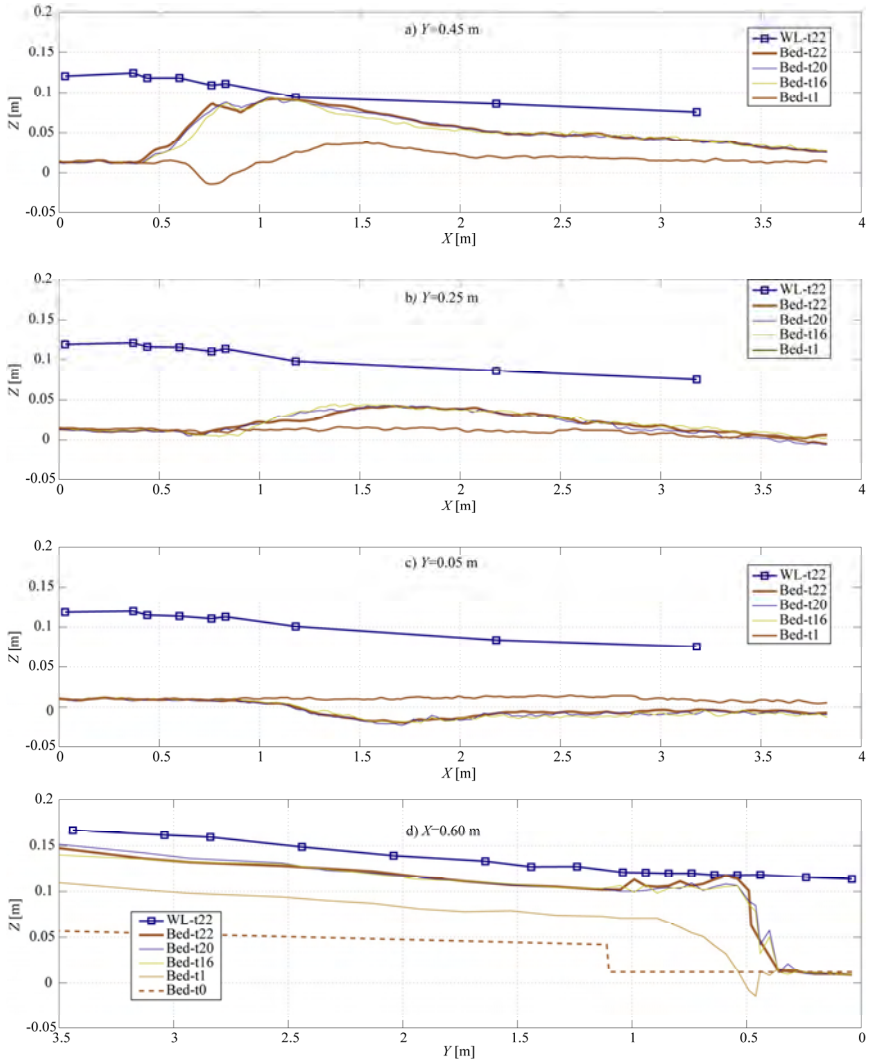 0.2
a) Y=0.45 m
WL-t22
Bed-t22
Bed-t20
Bed-t16
Bed-t1
0.15
0.1
0.05
0
-0.05
Z [m]
0 0.5 1 1.5 2 2.5 3 3.5 4
X [m]
0.2
b) Y=0.25 m
WL-t22
Bed-t22
Bed-t20
Bed-t16
Bed-t1
0.15
0.1
0.05
0
-0.05
Z [m]
0 0.5 1 1.5 2 2.5 3 3.5 4
X [m]
0.2
c) Y=0.05 m
WL-t22
Bed-t22
Bed-t20
Bed-t16
Bed-t1
0.15
0.1
0.05
0
-0.05
Z [m]
0 0.5 1 1.5 2 2.5 3 3.5 4
X [m]
0.2
d) X=0.60 m
0.15
0.1
0.05
0
-0.05
Z [m]
WL-t22
Bed-t22
Bed-t20
Bed-t16
Bed-t1
Bed-t0
3.5 3 2.5 2 1.5 1 0.5 0
Y [m]